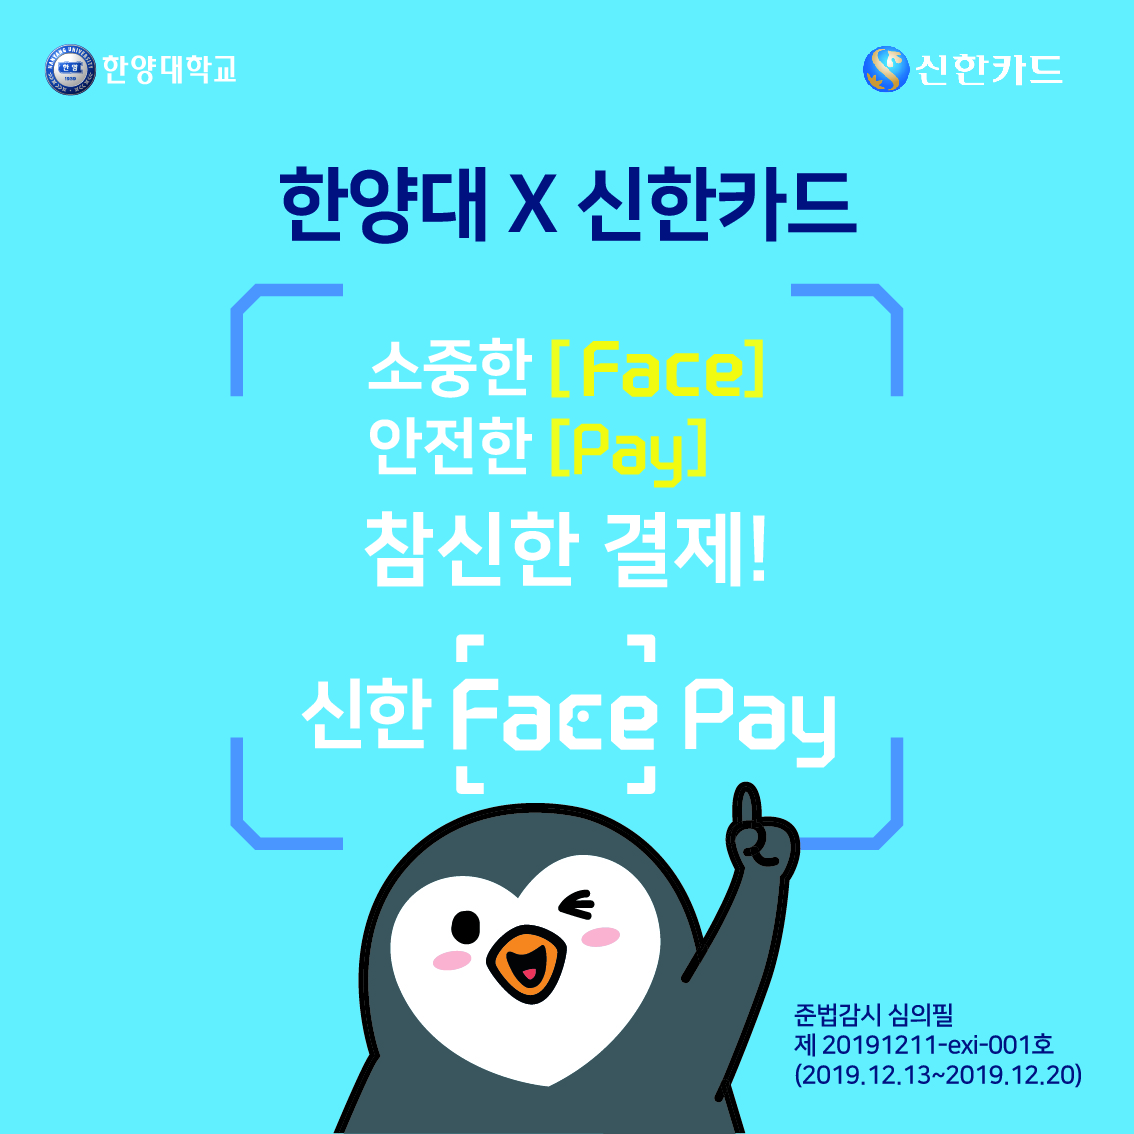 한양대학교
신한카드
한양대 X 신한카드
소중한 [Face]
안전한 [Pay]
참신한 결제!
신한 Face Pay
준법감시 심의필
제 20191211-exi-001호
(2019.12.13~2019.12.20)